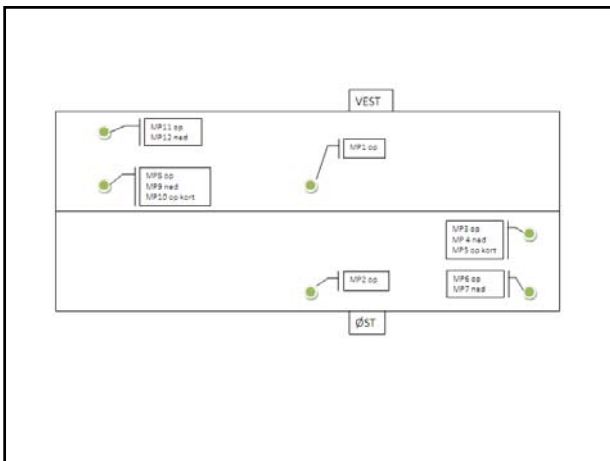 VEST
MP11 op
MP12 ned
MP1 op
MP8 op
MP9 ned
MP10 op kort
MP3 op
MP 4 ned
MP5 op kort
MP2 op
MP6 op
MP7 ned
ØST